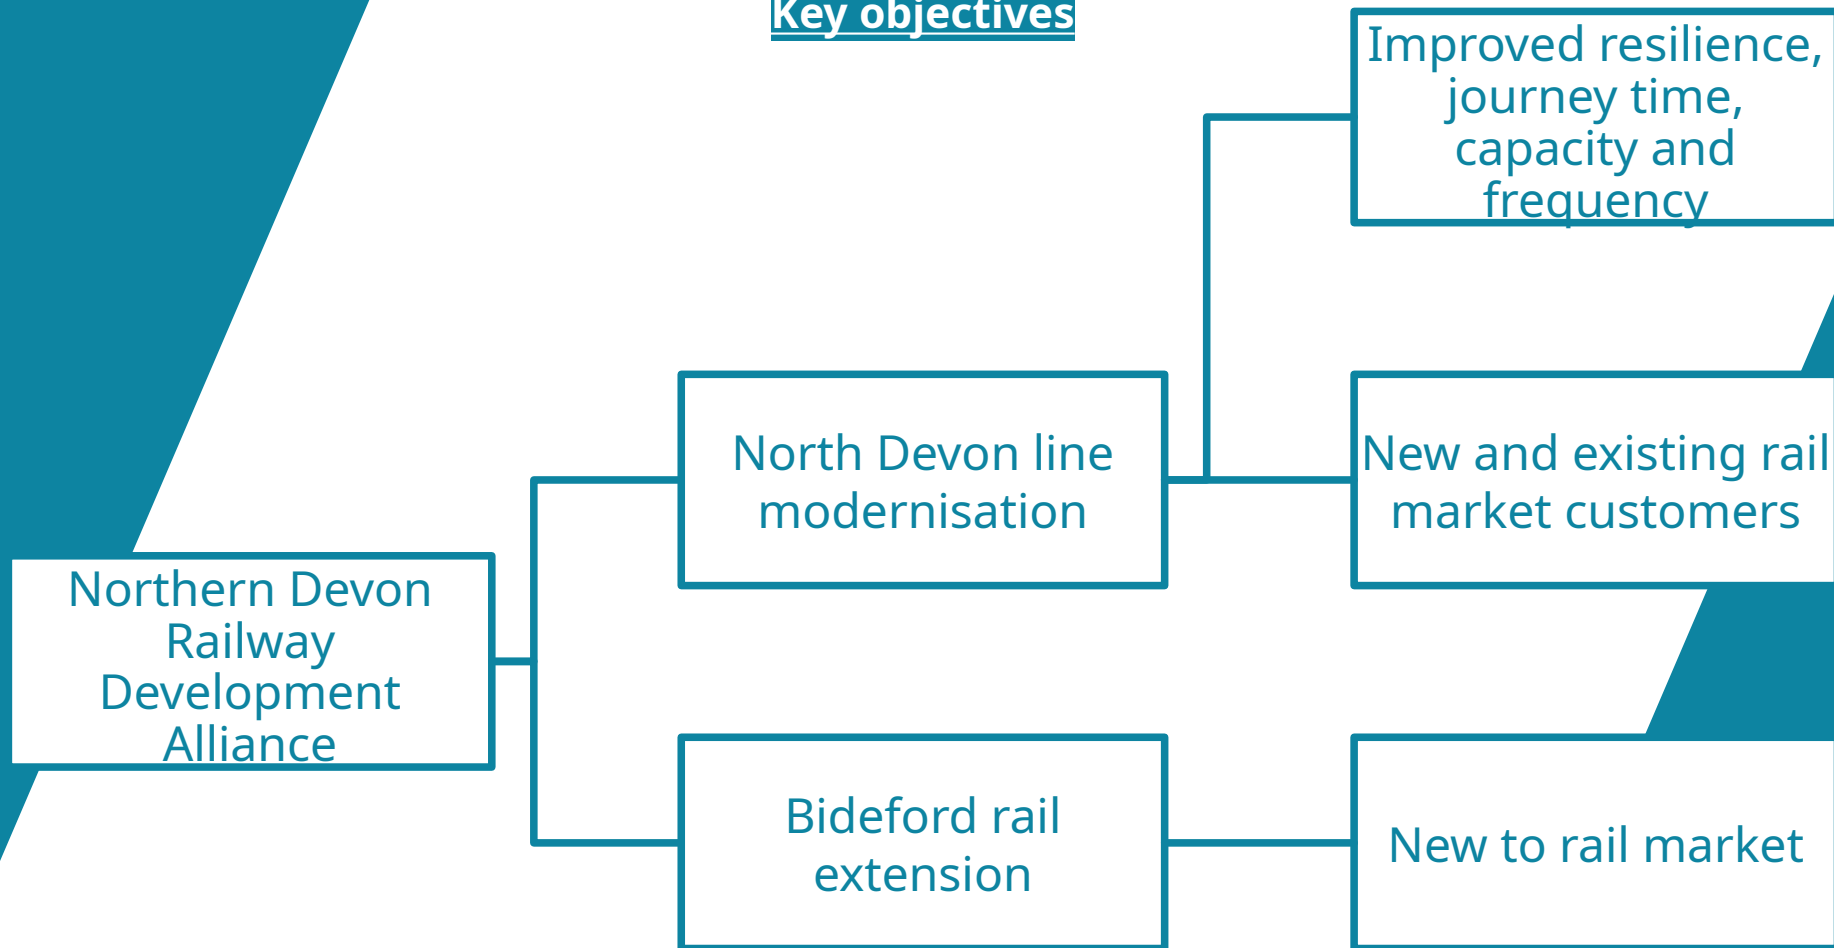 Key objectives
Improved resilience,
journey time,
capacity and
frequency
North Devon line
modernisation
New and existing rail
market customers
Northern Devon
Railway
Development
Alliance
Bideford rail
extension
New to rail market